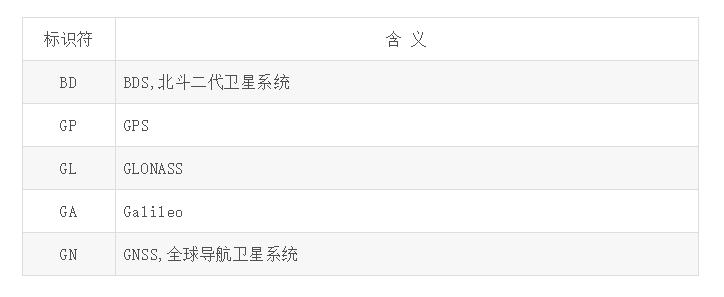 标识符 含 义
BD BDS,北斗二代卫星系统
GP GPS
GL GLONASS
GA Galileo
GN GNSS,全球导航卫星系统